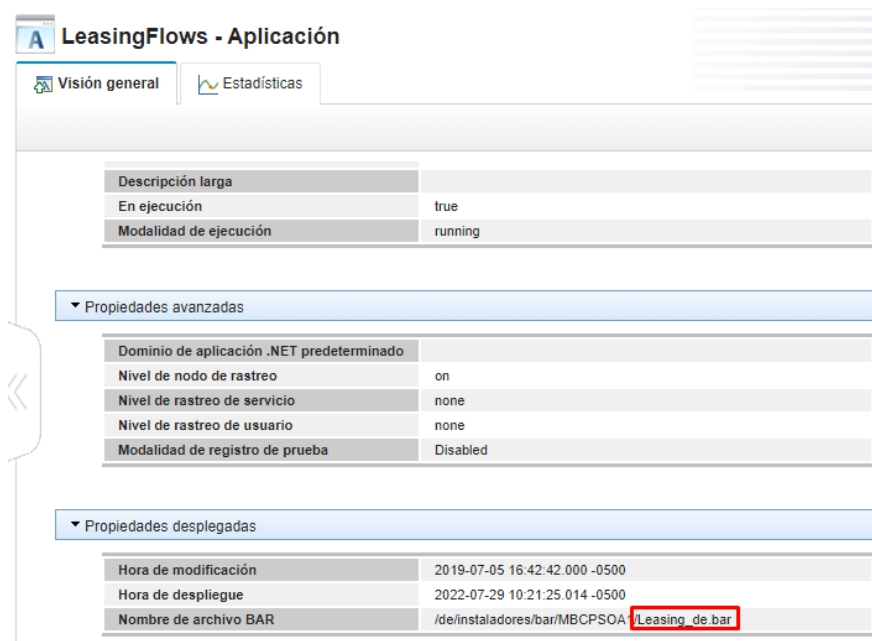 A LeasingFlows - Aplicación
Visión general Estadísticas
Descripción larga
En ejecución true
Modalidad de ejecución running
Propiedades avanzadas
Dominio de aplicación .NET predeterminado
Nivel de nodo de rastreo on
Nivel de rastreo de servicio none
Nivel de rastreo de usuario none
Modalidad de registro de prueba Disabled
Propiedades desplegadas
Hora de modificación 2019-07-05 16:42:42.000 -0500
Hora de despliegue 2022-07-29 10:21:25.014 -0500
Nombre de archivo BAR /de/instaladores/bar/MBCPSOA1/Leasing_de.bar